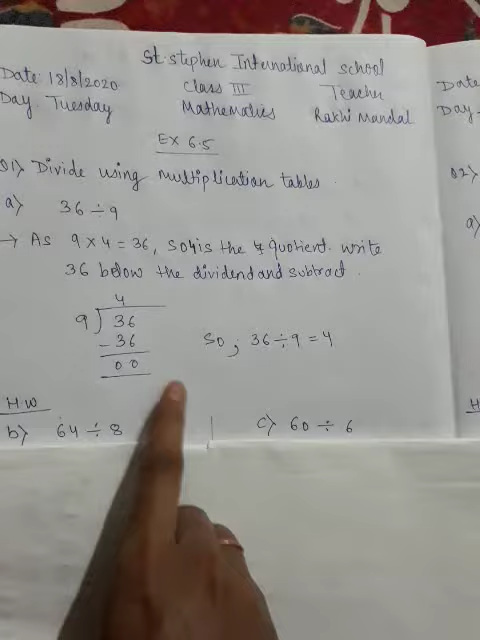 St. stephen International school
Date 18/8/2020 Class III Teacher
Day. Tuesday Mathematics Rakhi Mandal
EX 6.5
Q1) Divide using multiplication tables.
a) 36 ÷ 9
→ As 9 x 4 = 36, so 4 is the quotient. write
36 below the dividend and subtract.
4
9 ) 36
- 36
00
So, 36 ÷ 9 = 4
H.W
b) 64 ÷ 8 c) 60 ÷ 6
Date
Day.
Q2)
a)
H